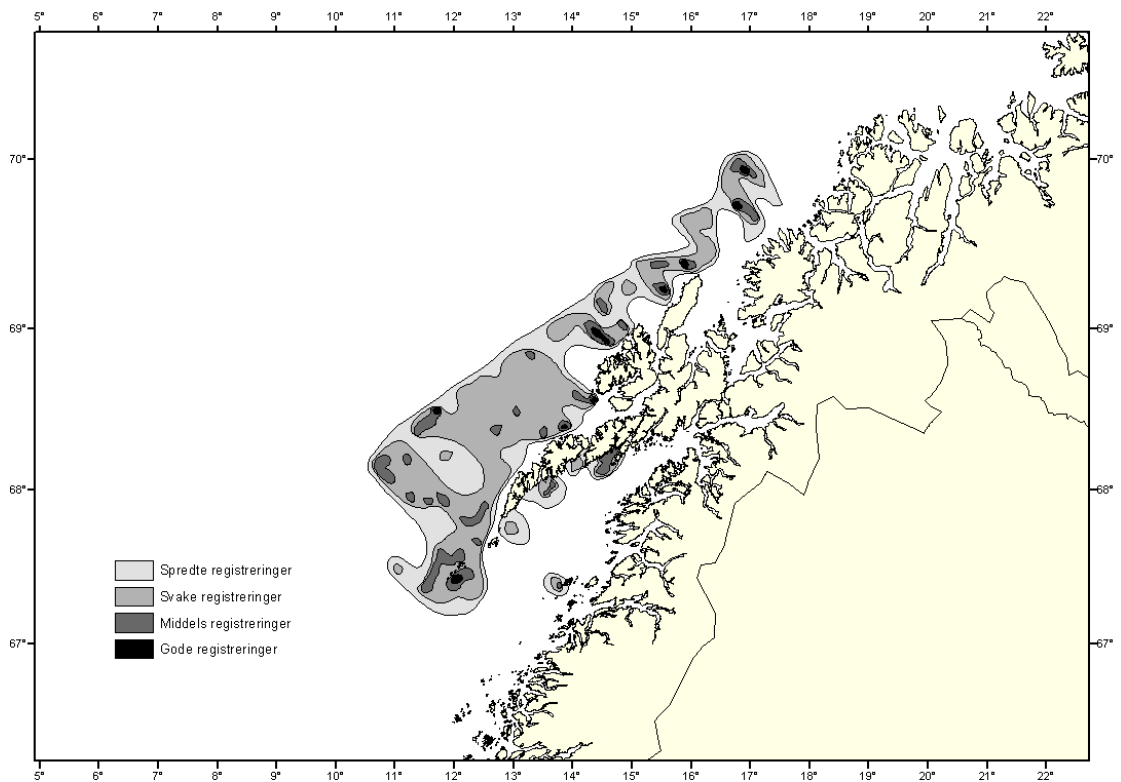 5° 6° 7° 8° 9° 10° 11° 12° 13° 14° 15° 16° 17° 18° 19° 20° 21° 22°
70° 70°
69° 69°
68° 68°
Spredte registreringer
Svake registreringer
Middels registreringer
67° 67°
Gode registreringer
5° 6° 7° 8° 9° 10° 11° 12° 13° 14° 15° 16° 17° 18° 19° 20° 21° 22°